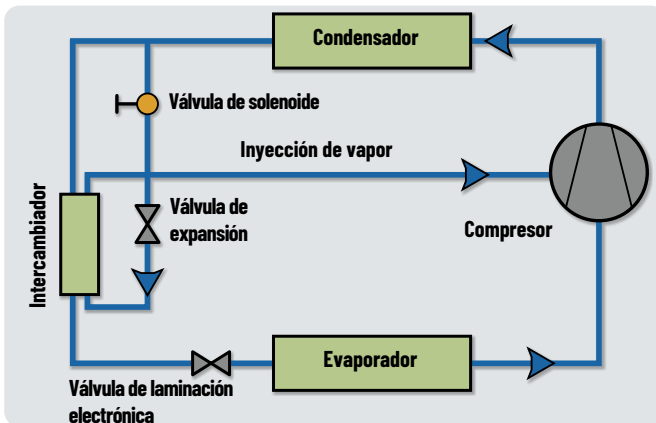 Condensador
Válvula de solenoide
Inyección de vapor
Intercambiador
Válvula de
expansión
Compresor
Evaporador
Válvula de laminación
electrónica